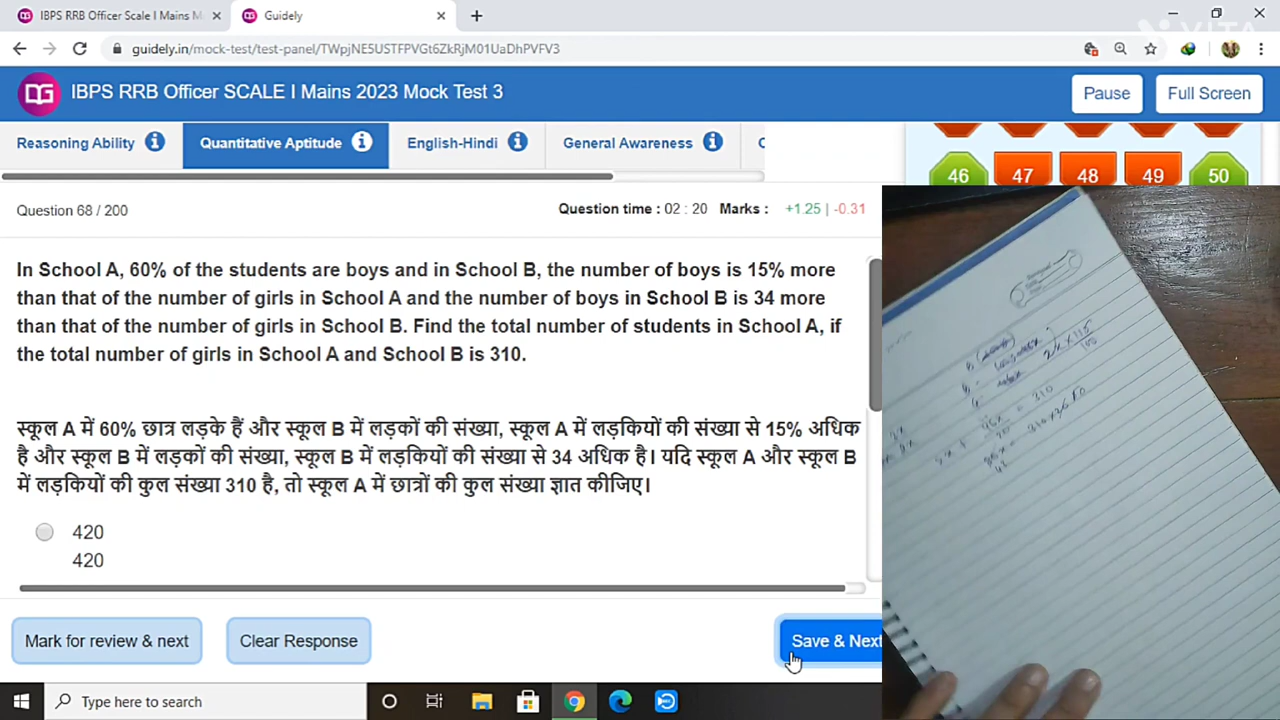 IBPS RRB Officer Scale I Mains M
Guidely
guidely.in/mock-test/test-panel/TWpjNE5USTFPVGt6ZkRjM01UaDhPVFV3
VITA
IBPS RRB Officer SCALE I Mains 2023 Mock Test 3
Pause
Full Screen
Reasoning Ability
Quantitative Aptitude
English-Hindi
General Awareness
46 47 48 49 50
Question 68 / 200
Question time : 02 : 20 Marks : +1.25 | -0.31
In School A, 60% of the students are boys and in School B, the number of boys is 15% more
than that of the number of girls in School A and the number of boys in School B is 34 more
than that of the number of girls in School B. Find the total number of students in School A, if
the total number of girls in School A and School B is 310.
स्कूल A में 60% छात्र लड़के हैं और स्कूल B में लड़कों की संख्या, स्कूल A में लड़कियों की संख्या से 15% अधिक
है और स्कूल B में लड़कों की संख्या, स्कूल B में लड़कियों की संख्या से 34 अधिक है। यदि स्कूल A और स्कूल B
में लड़कियों की कुल संख्या 310 है, तो स्कूल A में छात्रों की कुल संख्या ज्ञात कीजिए।
420
420
Mark for review & next
Clear Response
Save & Next
Type here to search